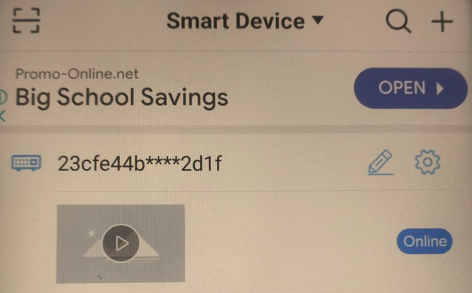 Smart Device
Promo-Online.net
Big School Savings
OPEN
23cfe44b****2d1f
Online